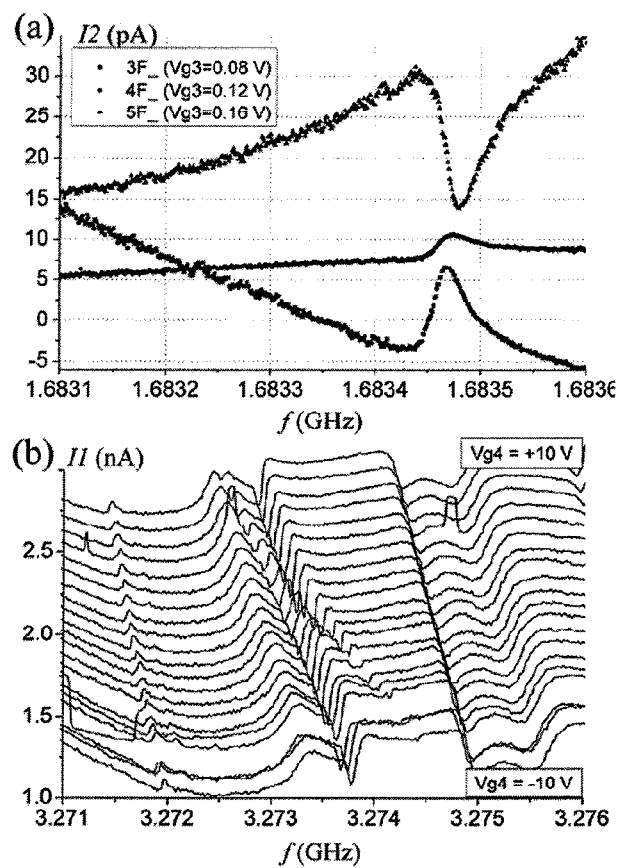 (a) I2 (pA)
3F_ (Vg3=0.08 V)
4F_ (Vg3=0.12 V)
5F_ (Vg3=0.16 V)
30
25
20
15
10
5
0
-5
1.6831 1.6832 1.6833 1.6834 1.6835 1.6836
f (GHz)
(b) I1 (nA)
Vg4 = +10 V
2.5
2.0
1.5
1.0
Vg4 = -10 V
3.271 3.272 3.273 3.274 3.275 3.276
f (GHz)